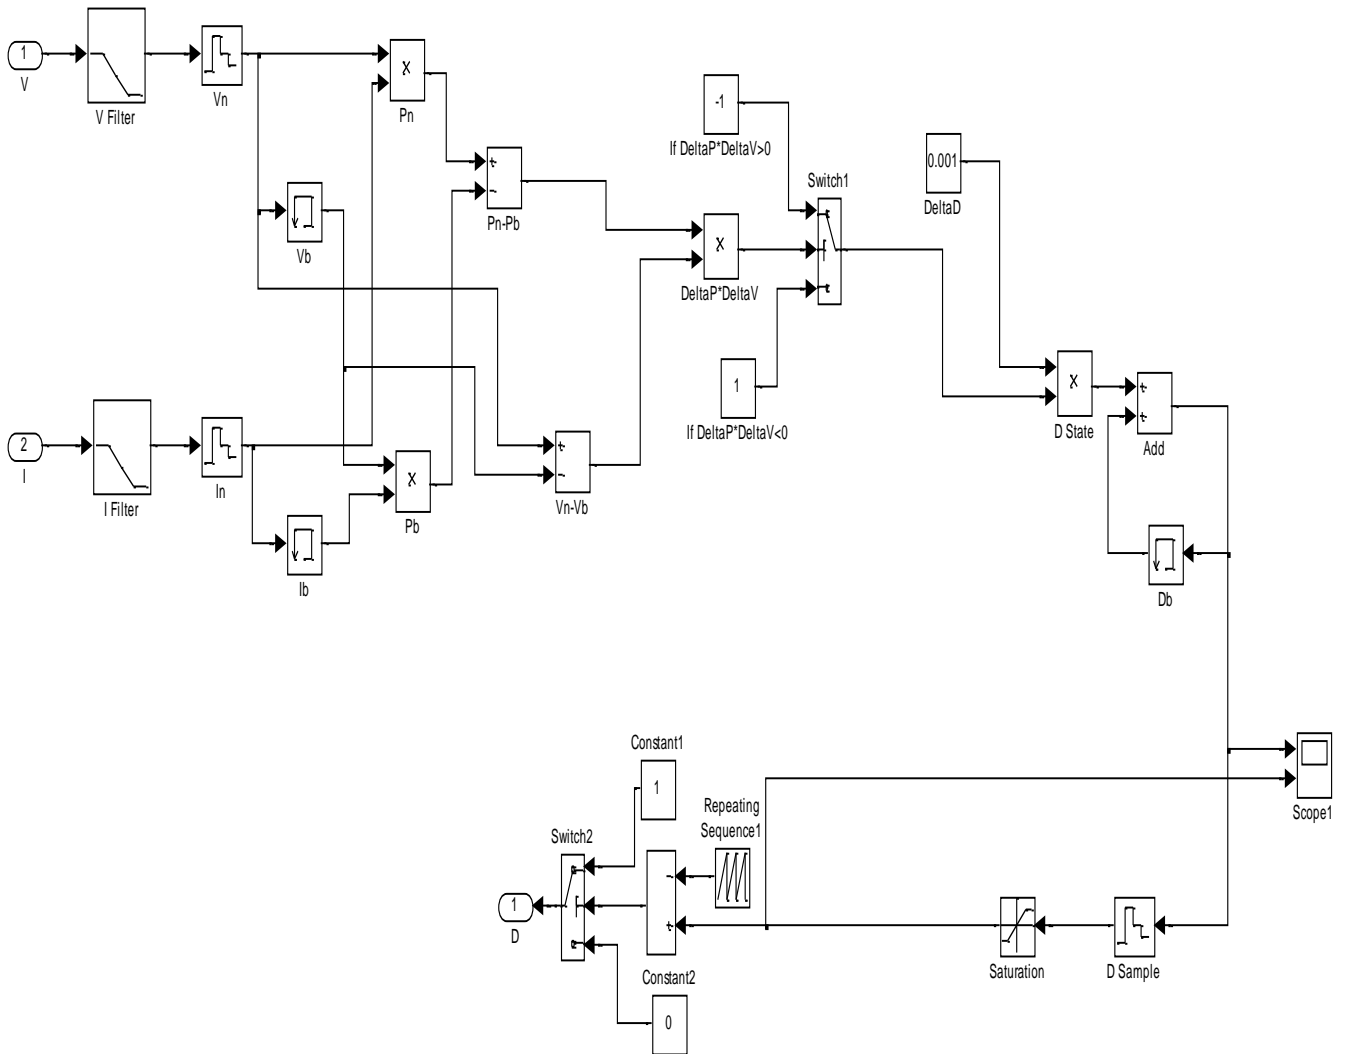 1
V
V Filter
Vn
X
Pn
-1
If DeltaP*DeltaV>0
+
−
Pn-Pb
0.001
DeltaD
Switch1
Vb
X
DeltaP*DeltaV
1
If DeltaP*DeltaV<0
X
D State
+
+
Add
2
I
I Filter
In
X
Pb
+
−
Vn-Vb
Ib
Db
Constant1
1
Repeating
Sequence1
Scope1
Switch2
−
+
1
D
Saturation
D Sample
Constant2
0